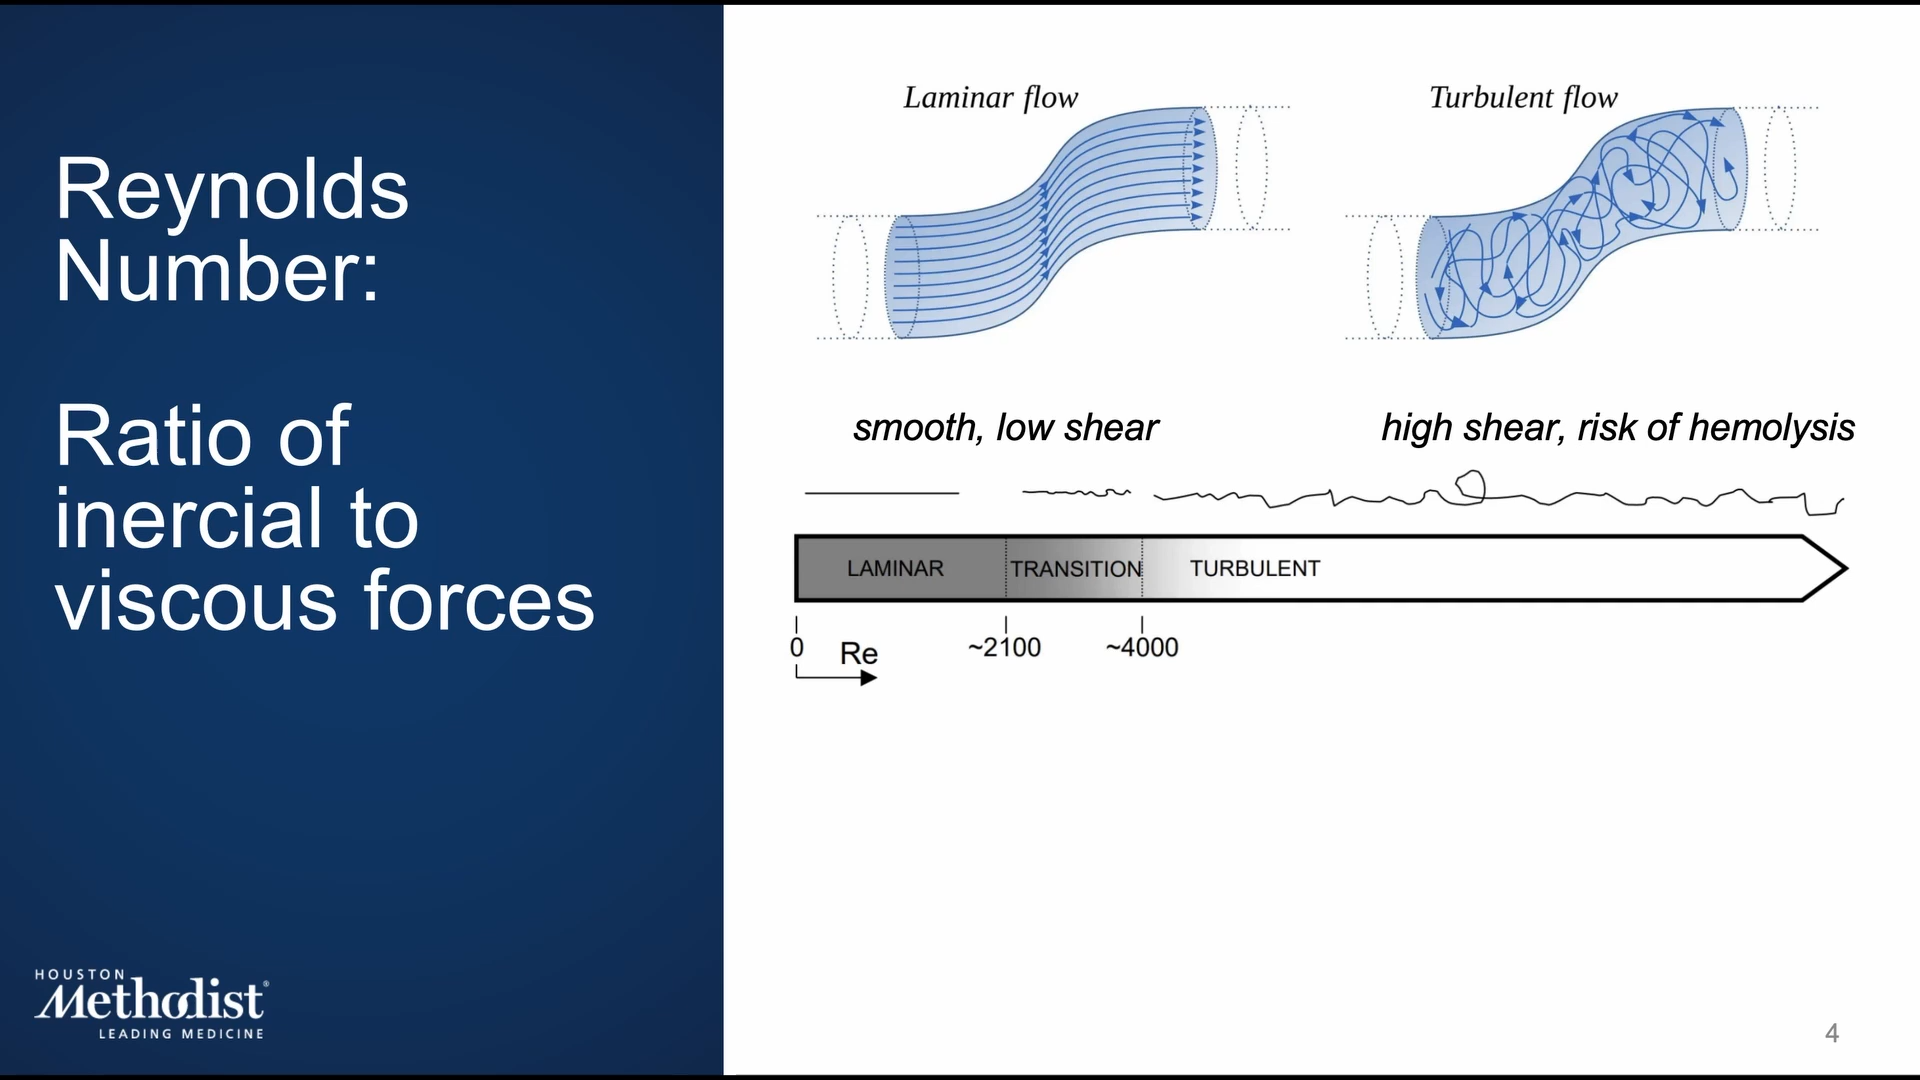 Reynolds
Number:
Ratio of
inercial to
viscous forces
HOUSTON
Methodist®
LEADING MEDICINE
Laminar flow
Turbulent flow
smooth, low shear
high shear, risk of hemolysis
LAMINAR
TRANSITION
TURBULENT
0
Re
~2100
~4000
4